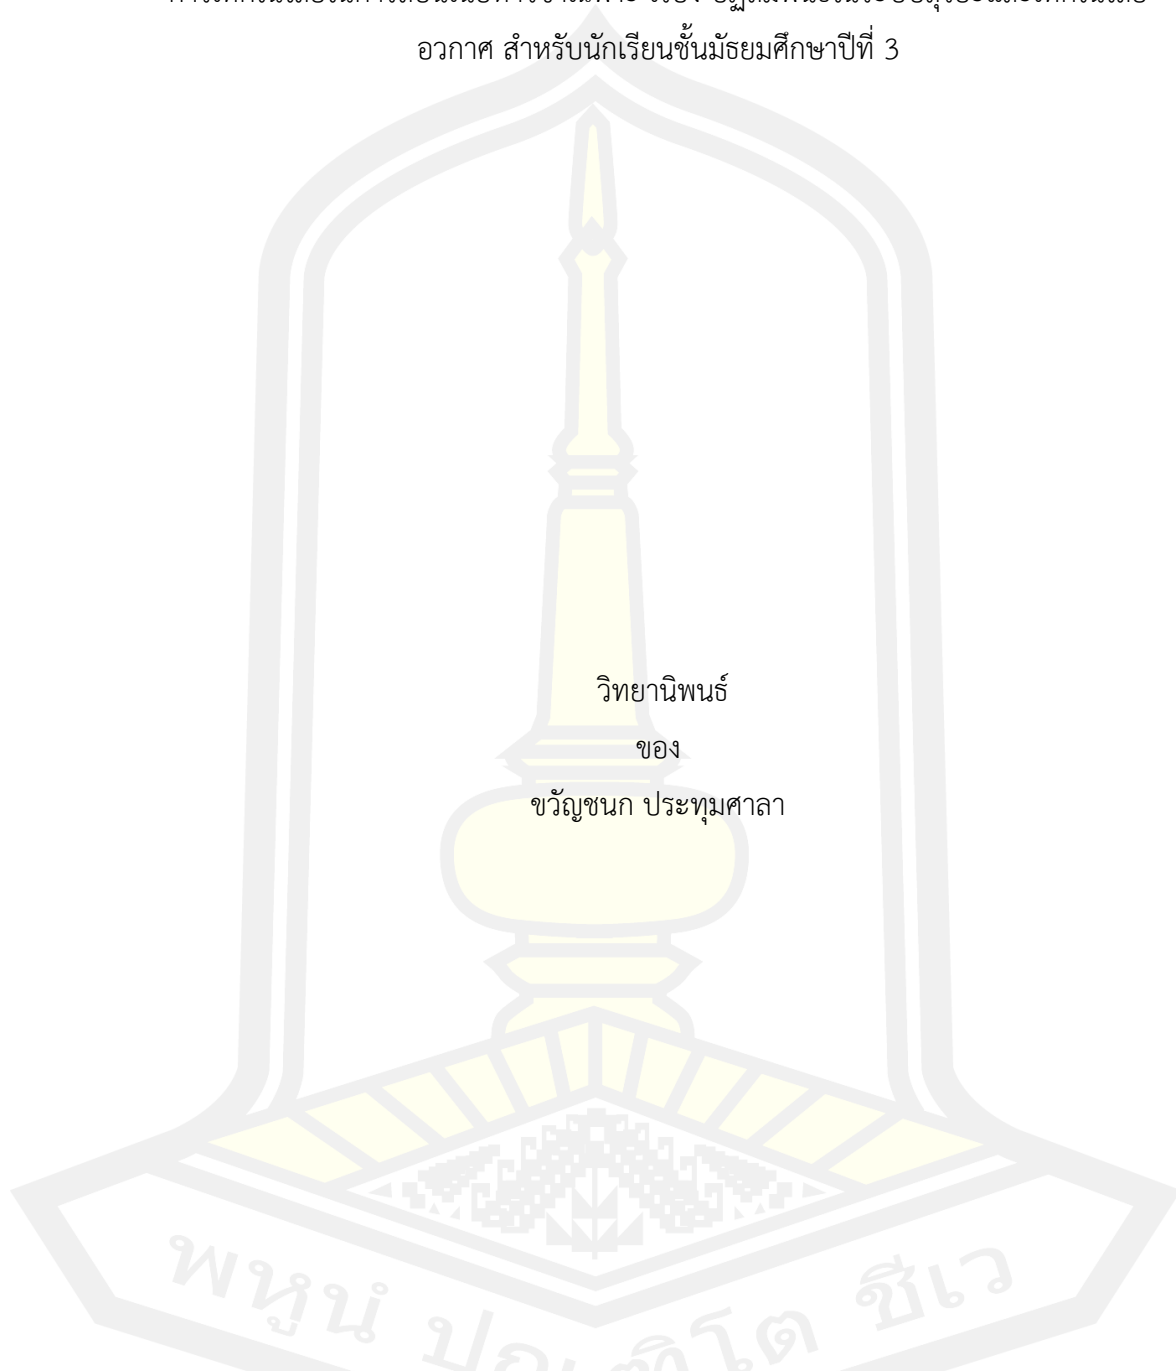 อวกาศ สำหรับนักเรียนชั้นมัธยมศึกษาปีที่ 3
วิทยานิพนธ์
ของ
ขวัญชนก ประทุมศาลา
พหูนํ ปณฺฑิโต ชีเว